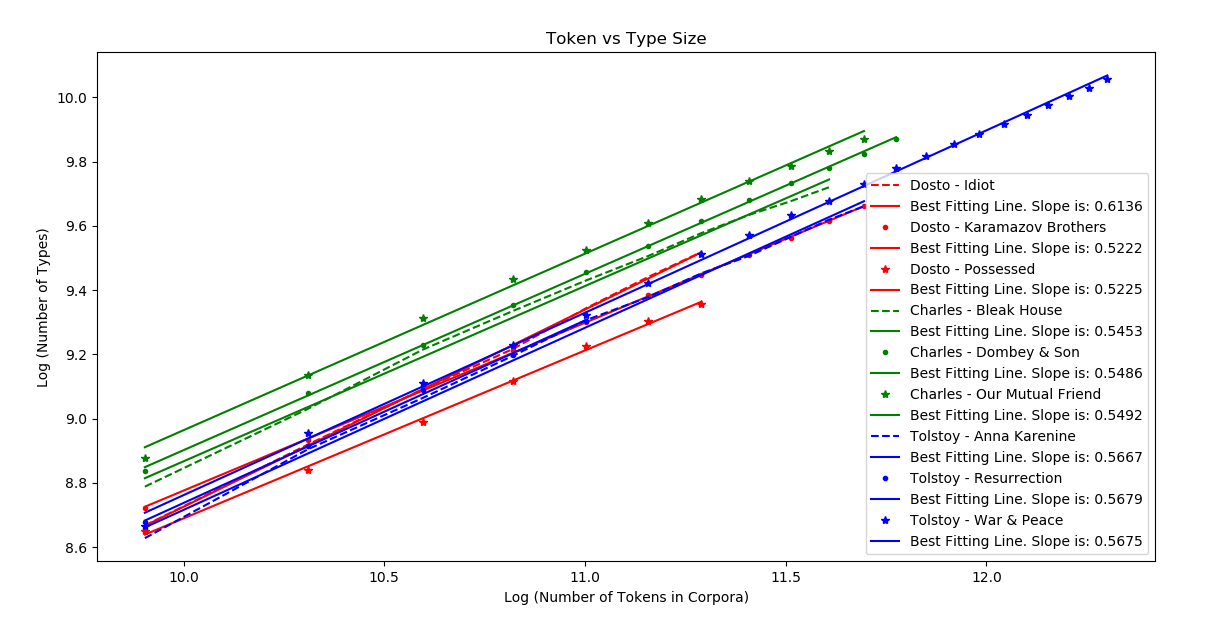 Token vs Type Size
Log (Number of Types)
10.0
9.8
9.6
9.4
9.2
9.0
8.8
8.6
Dosto - Idiot
Best Fitting Line. Slope is: 0.6136
Dosto - Karamazov Brothers
Best Fitting Line. Slope is: 0.5222
Dosto - Possessed
Best Fitting Line. Slope is: 0.5225
Charles - Bleak House
Best Fitting Line. Slope is: 0.5453
Charles - Dombey & Son
Best Fitting Line. Slope is: 0.5486
Charles - Our Mutual Friend
Best Fitting Line. Slope is: 0.5492
Tolstoy - Anna Karenine
Best Fitting Line. Slope is: 0.5667
Tolstoy - Resurrection
Best Fitting Line. Slope is: 0.5679
Tolstoy - War & Peace
Best Fitting Line. Slope is: 0.5675
10.0 10.5 11.0 11.5 12.0
Log (Number of Tokens in Corpora)